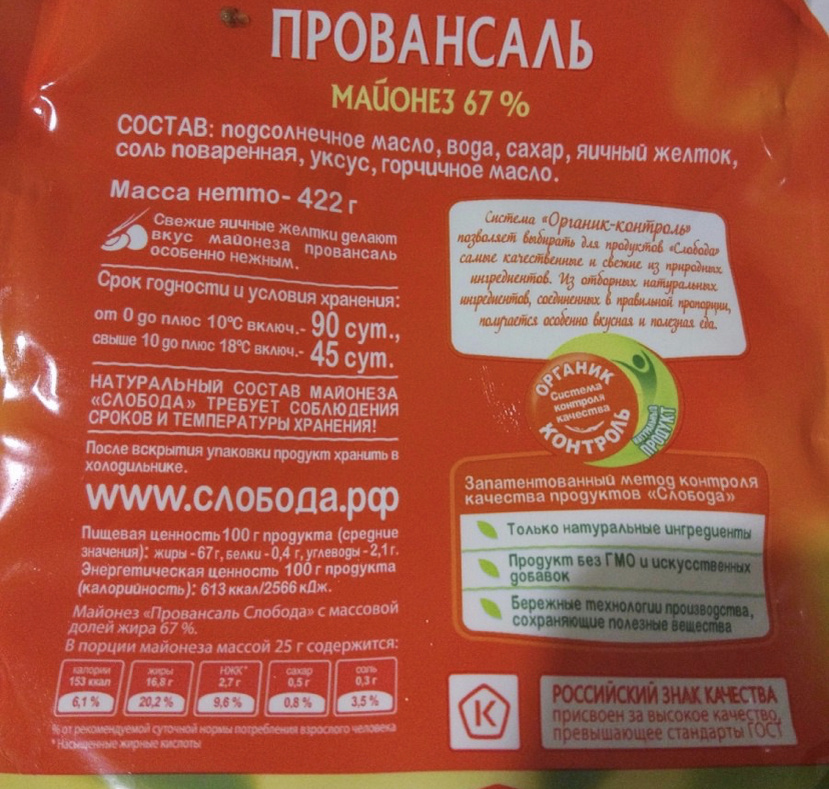 ПРОВАНСАЛЬ
МАЙОНЕЗ 67 %
СОСТАВ: подсолнечное масло, вода, сахар, яичный желток,
соль поваренная, уксус, горчичное масло.
Масса нетто- 422 г
Свежие яичные желтки делают
вкус майонеза провансаль
особенно нежным.
Срок годности и условия хранения:
от 0 до плюс 10°С включ.- 90 сут.,
свыше 10 до плюс 18°С включ.- 45 сут.
НАТУРАЛЬНЫЙ СОСТАВ МАЙОНЕЗА
«СЛОБОДА» ТРЕБУЕТ СОБЛЮДЕНИЯ
СРОКОВ И ТЕМПЕРАТУРЫ ХРАНЕНИЯ!
После вскрытия упаковки продукт хранить в
холодильнике.
www.слобода.рф
Пищевая ценность 100 г продукта (средние
значения): жиры - 67 г, белки - 0,4 г, углеводы - 2,1 г.
Энергетическая ценность 100 г продукта
(калорийность): 613 ккал/2566 кДж.
Майонез «Провансаль Слобода» с массовой
долей жира 67 %.
В порции майонеза массой 25 г содержится:
калории жиры НЖК* сахар соль
153 ккал 16,8 г 2,7 г 0,5 г 0,3 г
6,1 % 20,2 % 9,6 % 0,8 % 3,5 %
% от рекомендуемой суточной нормы потребления взрослого человека
* Насыщенные жирные кислоты
Система «Органик-контроль»
позволяет выбирать для продуктов «Слобода»
самые качественные и свежие из природных
ингредиентов. Из отборных натуральных
ингредиентов, соединенных в правильной пропорции,
получается особенно вкусная и полезная еда.
ОРГАНИК
Система
контроля
качества
КОНТРОЛЬ
НАТУРАЛЬНЫЙ
ПРОДУКТ
Запатентованный метод контроля
качества продуктов «Слобода»
Только натуральные ингредиенты
Продукт без ГМО и искусственных
добавок
Бережные технологии производства,
сохраняющие полезные вещества
К
РОССИЙСКИЙ ЗНАК КАЧЕСТВА
присвоен за высокое качество,
превышающее стандарты ГОСТ